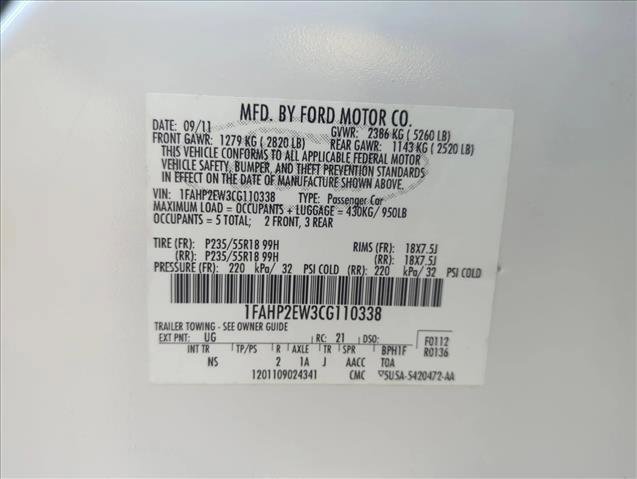 MFD. BY FORD MOTOR CO.
DATE: 09/11 GVWR: 2386 KG ( 5260 LB)
FRONT GAWR: 1279 KG ( 2820 LB) REAR GAWR: 1143 KG ( 2520 LB)
THIS VEHICLE CONFORMS TO ALL APPLICABLE FEDERAL MOTOR
VEHICLE SAFETY, BUMPER, AND THEFT PREVENTION STANDARDS
IN EFFECT ON THE DATE OF MANUFACTURE SHOWN ABOVE.
VIN: 1FAHP2EW3CG110338 TYPE: Passenger Car
MAXIMUM LOAD = OCCUPANTS + LUGGAGE = 430KG/ 950LB
OCCUPANTS = 5 TOTAL; 2 FRONT, 3 REAR
TIRE (FR): P235/55R18 99H RIMS (FR): 18X7.5J
(RR): P235/55R18 99H (RR): 18X7.5J
PRESSURE (FR): 220 kPa/ 32 PSI COLD (RR): 220 kPa/ 32 PSI COLD
1FAHP2EW3CG110338
TRAILER TOWING - SEE OWNER GUIDE
EXT PNT: UG RC: 21 DSO: F0112
INT TR TP/PS R AXLE TR SPR BPH1F R0136
NS 2 1A J AACC TOA
1201109024341 CMC 5USA-5420472-AA